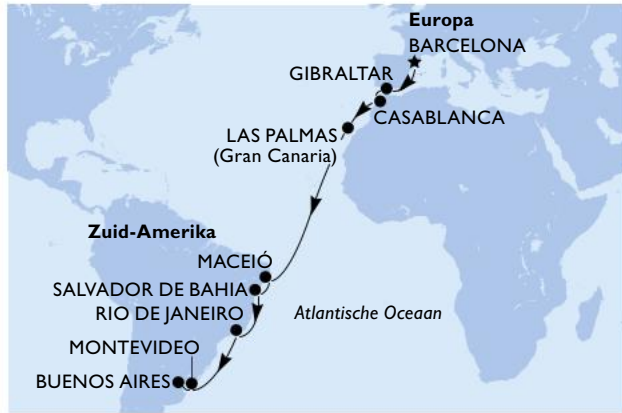 Europa
BARCELONA
GIBRALTAR
CASABLANCA
LAS PALMAS
(Gran Canaria)
Zuid-Amerika
MACEIÓ
SALVADOR DE BAHIA
RIO DE JANEIRO
Atlantische Oceaan
MONTEVIDEO
BUENOS AIRES